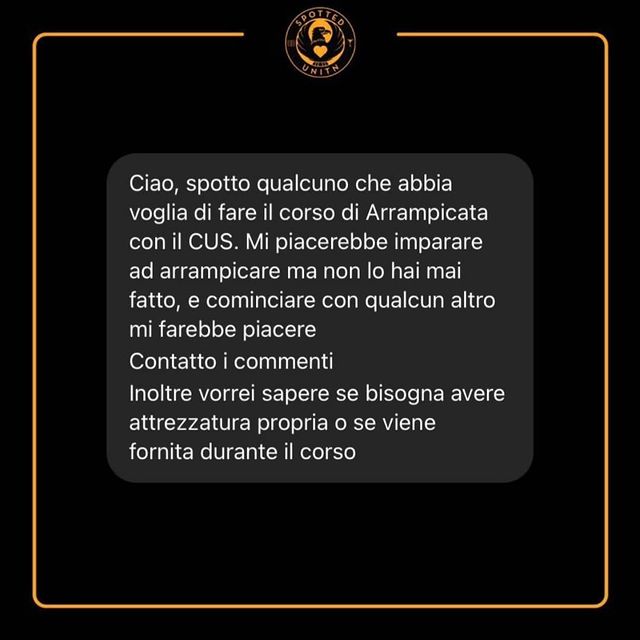 SPOTTED
UNITN
Ciao, spotto qualcuno che abbia
voglia di fare il corso di Arrampicata
con il CUS. Mi piacerebbe imparare
ad arrampicare ma non lo hai mai
fatto, e cominciare con qualcun altro
mi farebbe piacere
Contatto i commenti
Inoltre vorrei sapere se bisogna avere
attrezzatura propria o se viene
fornita durante il corso